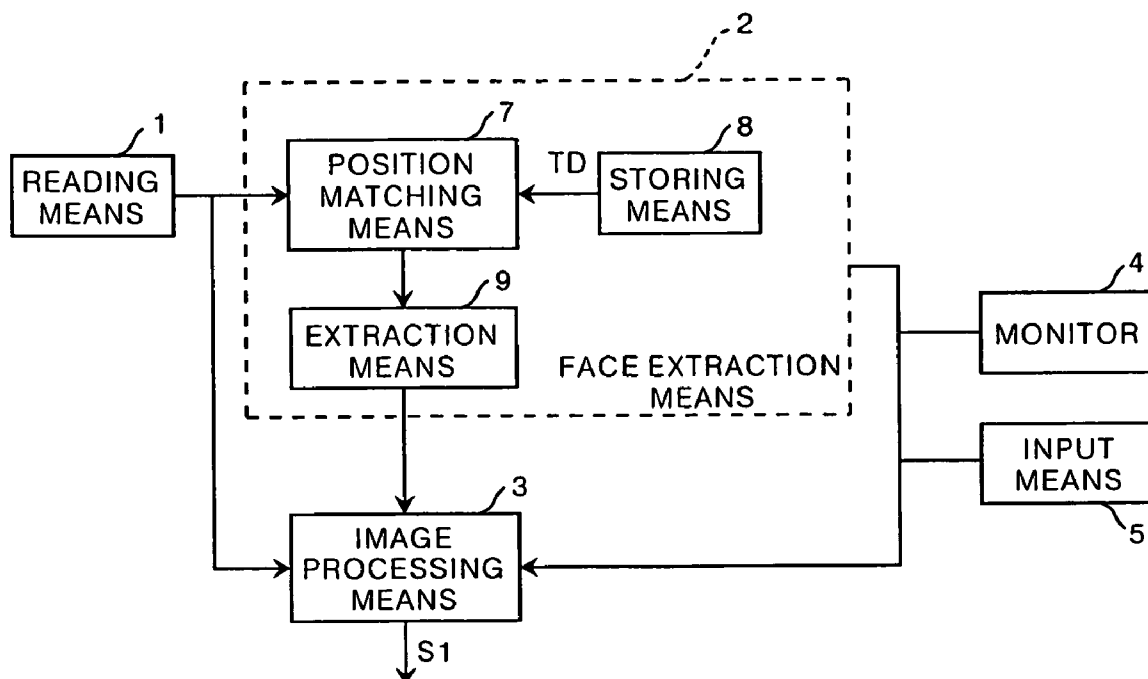 2
1
READING
MEANS
7
POSITION
MATCHING
MEANS
TD
8
STORING
MEANS
9
EXTRACTION
MEANS
FACE EXTRACTION
MEANS
4
MONITOR
INPUT
MEANS
5
3
IMAGE
PROCESSING
MEANS
S1